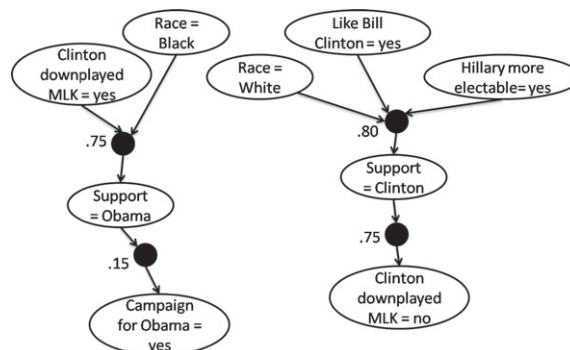 Race =
Black
Clinton
downplayed
MLK = yes
.75
Support
= Obama
.15
Campaign
for Obama =
yes
Like Bill
Clinton = yes
Race =
White
Hillary more
electable= yes
.80
Support
= Clinton
.75
Clinton
downplayed
MLK = no